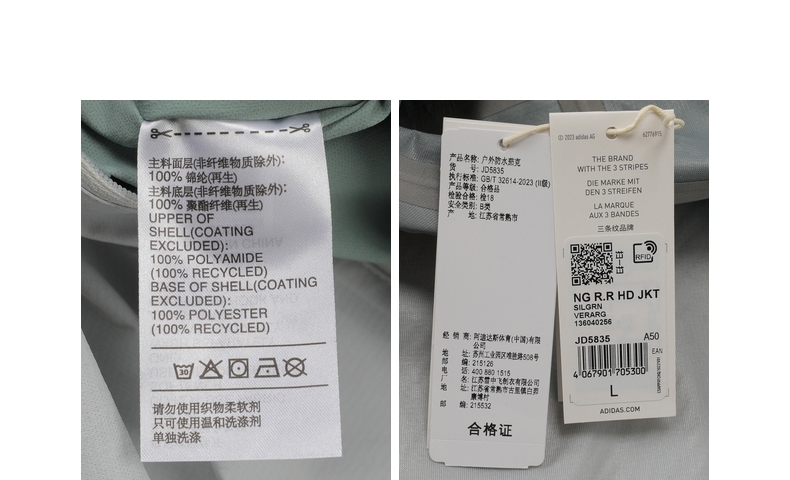 主料面层(非纤维物质除外):
100% 锦纶(再生)
主料底层(非纤维物质除外):
100% 聚酯纤维(再生)
UPPER OF
SHELL(COATING
EXCLUDED):
100% POLYAMIDE
(100% RECYCLED)
BASE OF SHELL(COATING
EXCLUDED):
100% POLYESTER
(100% RECYCLED)
请勿使用织物柔软剂
只可使用温和洗涤剂
单独洗涤
产品名称: 户外防水茄克
货 号: JD5835
执行标准: GB/T 32614-2023 (II级)
产品等级: 合格品
检验合格: 检18
安全类别: B类
产 地: 江苏省常熟市
经 销 商: 阿迪达斯体育(中国)有限
公司
地 址: 苏州工业园区唯胜路508号
邮 编: 215126
电 话: 400 880 1515
厂 名: 江苏雪中飞制衣有限公司
地 址: 江苏省常熟市古里镇白茆
康博村
邮 编: 215532
合格证
© 2023 adidas AG
62776915
THE BRAND
WITH THE 3 STRIPES
DIE MARKE MIT
DEN 3 STREIFEN
LA MARQUE
AUX 3 BANDES
三条纹品牌
RFID
NG R.R HD JKT
SILGRN
VERARG
136040256
JD5835 A50
EAN
4 067901 705300
L
ADIDAS.COM